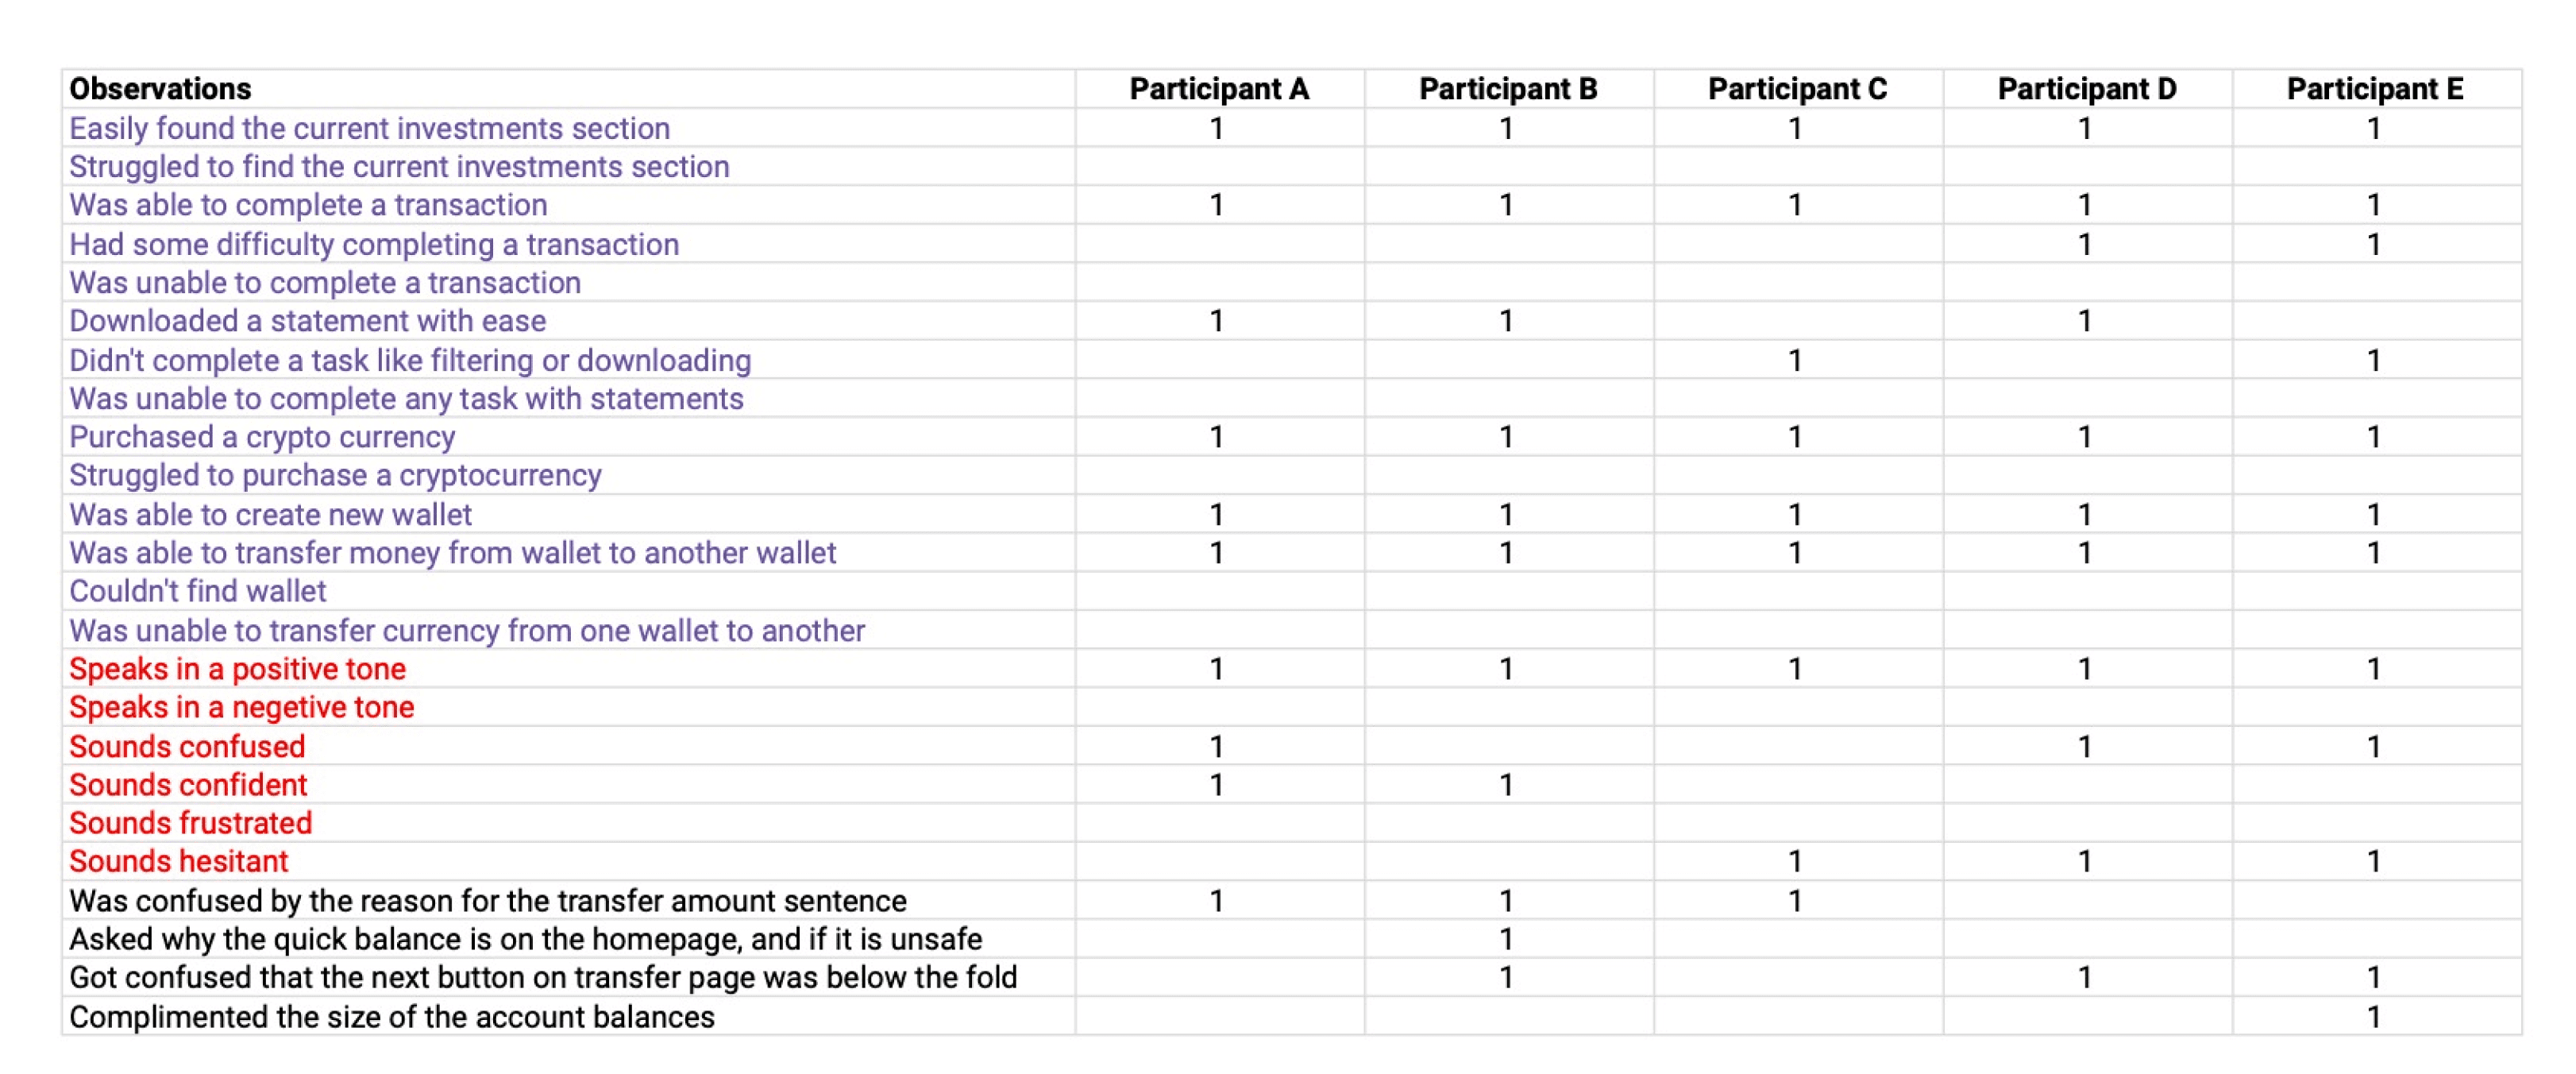 Observations Participant A Participant B Participant C Participant D Participant E
Easily found the current investments section 1 1 1 1 1
Struggled to find the current investments section
Was able to complete a transaction 1 1 1 1 1
Had some difficulty completing a transaction 1 1
Was unable to complete a transaction
Downloaded a statement with ease 1 1 1
Didn't complete a task like filtering or downloading 1 1
Was unable to complete any task with statements
Purchased a crypto currency 1 1 1 1 1
Struggled to purchase a cryptocurrency
Was able to create new wallet 1 1 1 1 1
Was able to transfer money from wallet to another wallet 1 1 1 1 1
Couldn't find wallet
Was unable to transfer currency from one wallet to another
Speaks in a positive tone 1 1 1 1 1
Speaks in a negetive tone
Sounds confused 1 1 1
Sounds confident 1 1
Sounds frustrated
Sounds hesitant 1 1 1
Was confused by the reason for the transfer amount sentence 1 1 1
Asked why the quick balance is on the homepage, and if it is unsafe 1
Got confused that the next button on transfer page was below the fold 1 1 1
Complimented the size of the account balances 1